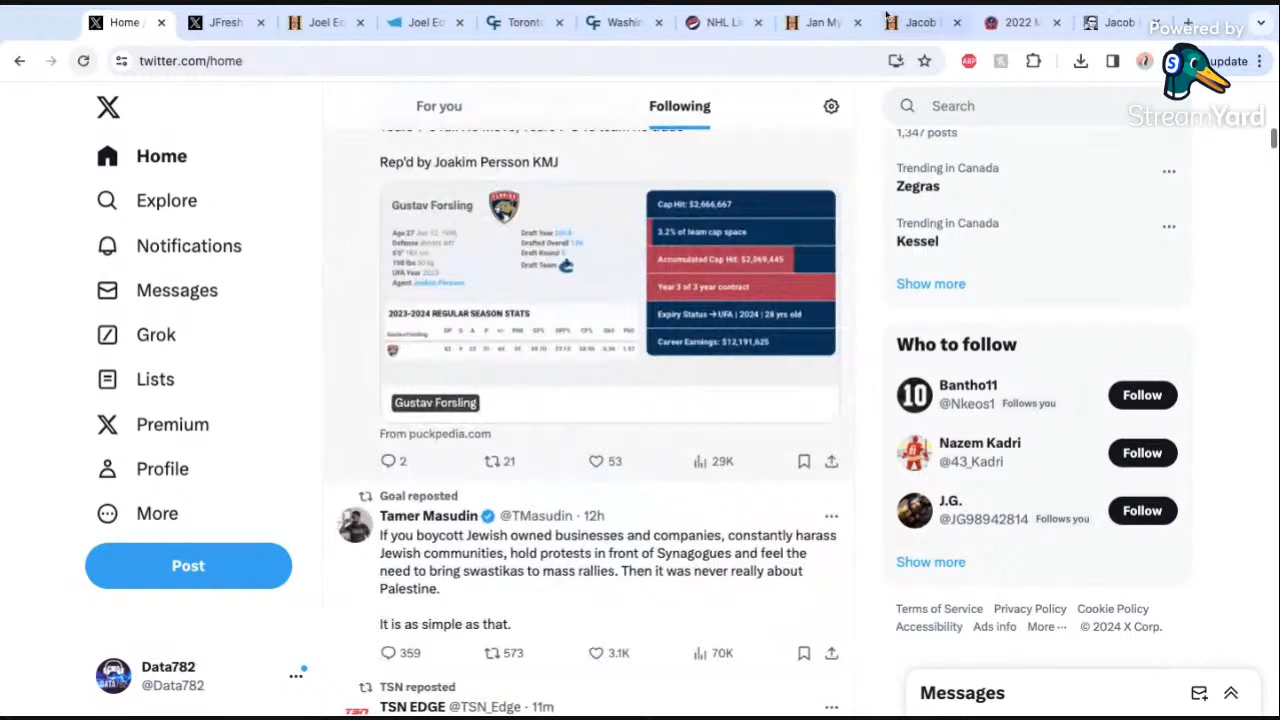 Home
JFresh
Joel Ed
Joel Ed
Toront
Washin
NHL Li
Jan My
Jacob
2022 M
Jacob
Powered by
twitter.com/home
update
StreamYard
For you
Following
Search
1,347 posts
Home
Explore
Notifications
Messages
Grok
Lists
Premium
Profile
More
Post
Data782
@Data782
Rep'd by Joakim Persson KMJ
Gustav Forsling
Draft Team
2023-2024 REGULAR SEASON STATS
Cap Hit: $2,666,667
3.2% of team cap space
Accumulated Cap Hit: $2,069,445
Year 3 of 3 year contract
Expiry Status → UFA | 2024 | 28 yrs old
Career Earnings: $12,191,625
Gustav Forsling
From puckpedia.com
2 21 53 29K
Goal reposted
Tamer Masudin @TMasudin · 12h
If you boycott Jewish owned businesses and companies, constantly harass
Jewish communities, hold protests in front of Synagogues and feel the
need to bring swastikas to mass rallies. Then it was never really about
Palestine.
It is as simple as that.
359 573 3.1K 70K
TSN reposted
TSN EDGE @TSN_Edge · 11m
Trending in Canada
Zegras
Trending in Canada
Kessel
Show more
Who to follow
Bantho11
@Nkeos1 Follows you
Follow
Nazem Kadri
@43_Kadri
Follow
J.G.
@JG98942814 Follows you
Follow
Show more
Terms of Service Privacy Policy Cookie Policy
Accessibility Ads info More ··· © 2024 X Corp.
Messages